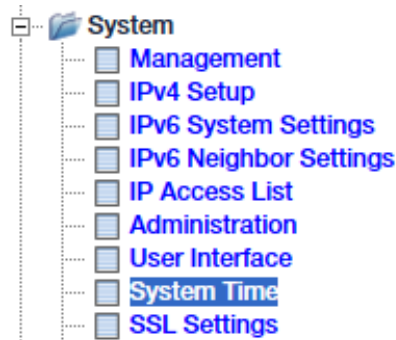 System
Management
IPv4 Setup
IPv6 System Settings
IPv6 Neighbor Settings
IP Access List
Administration
User Interface
System Time
SSL Settings